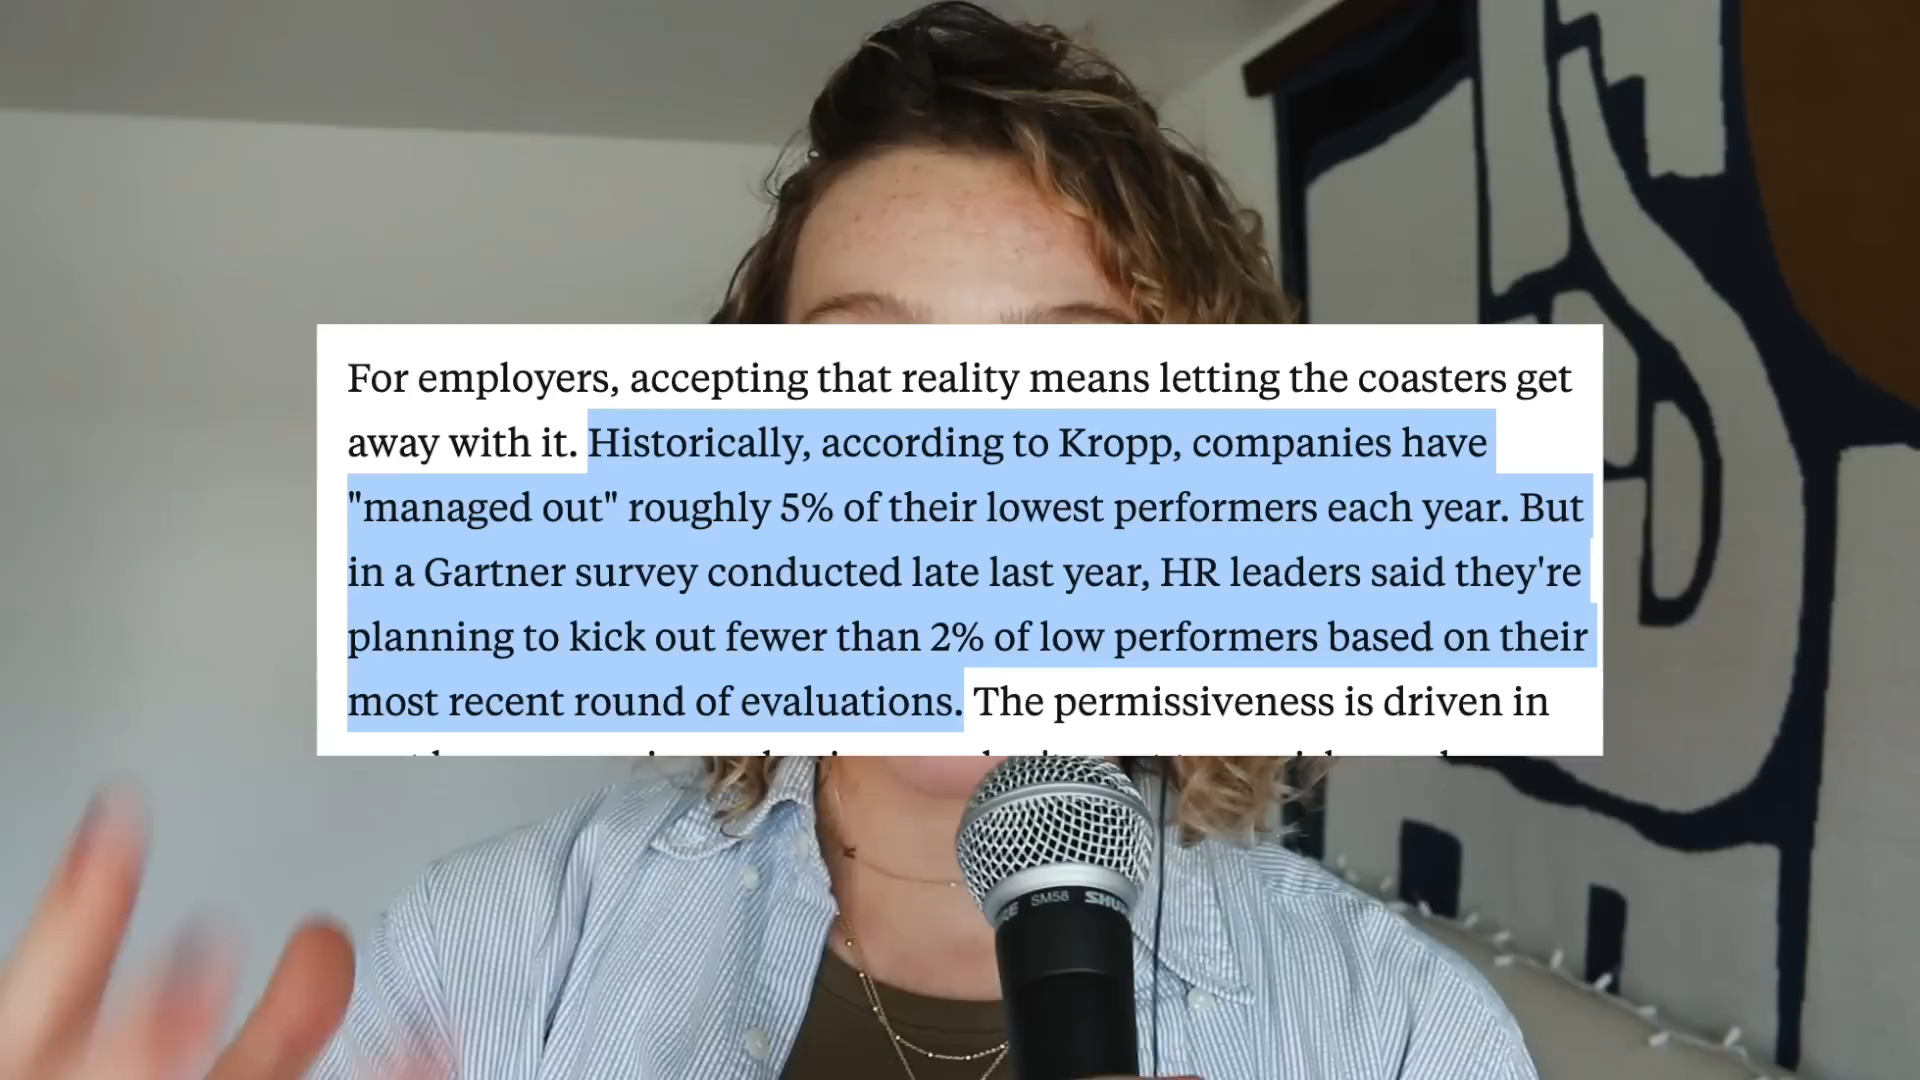 For employers, accepting that reality means letting the coasters get
away with it. Historically, according to Kropp, companies have
"managed out" roughly 5% of their lowest performers each year. But
in a Gartner survey conducted late last year, HR leaders said they're
planning to kick out fewer than 2% of low performers based on their
most recent round of evaluations. The permissiveness is driven in
SM58